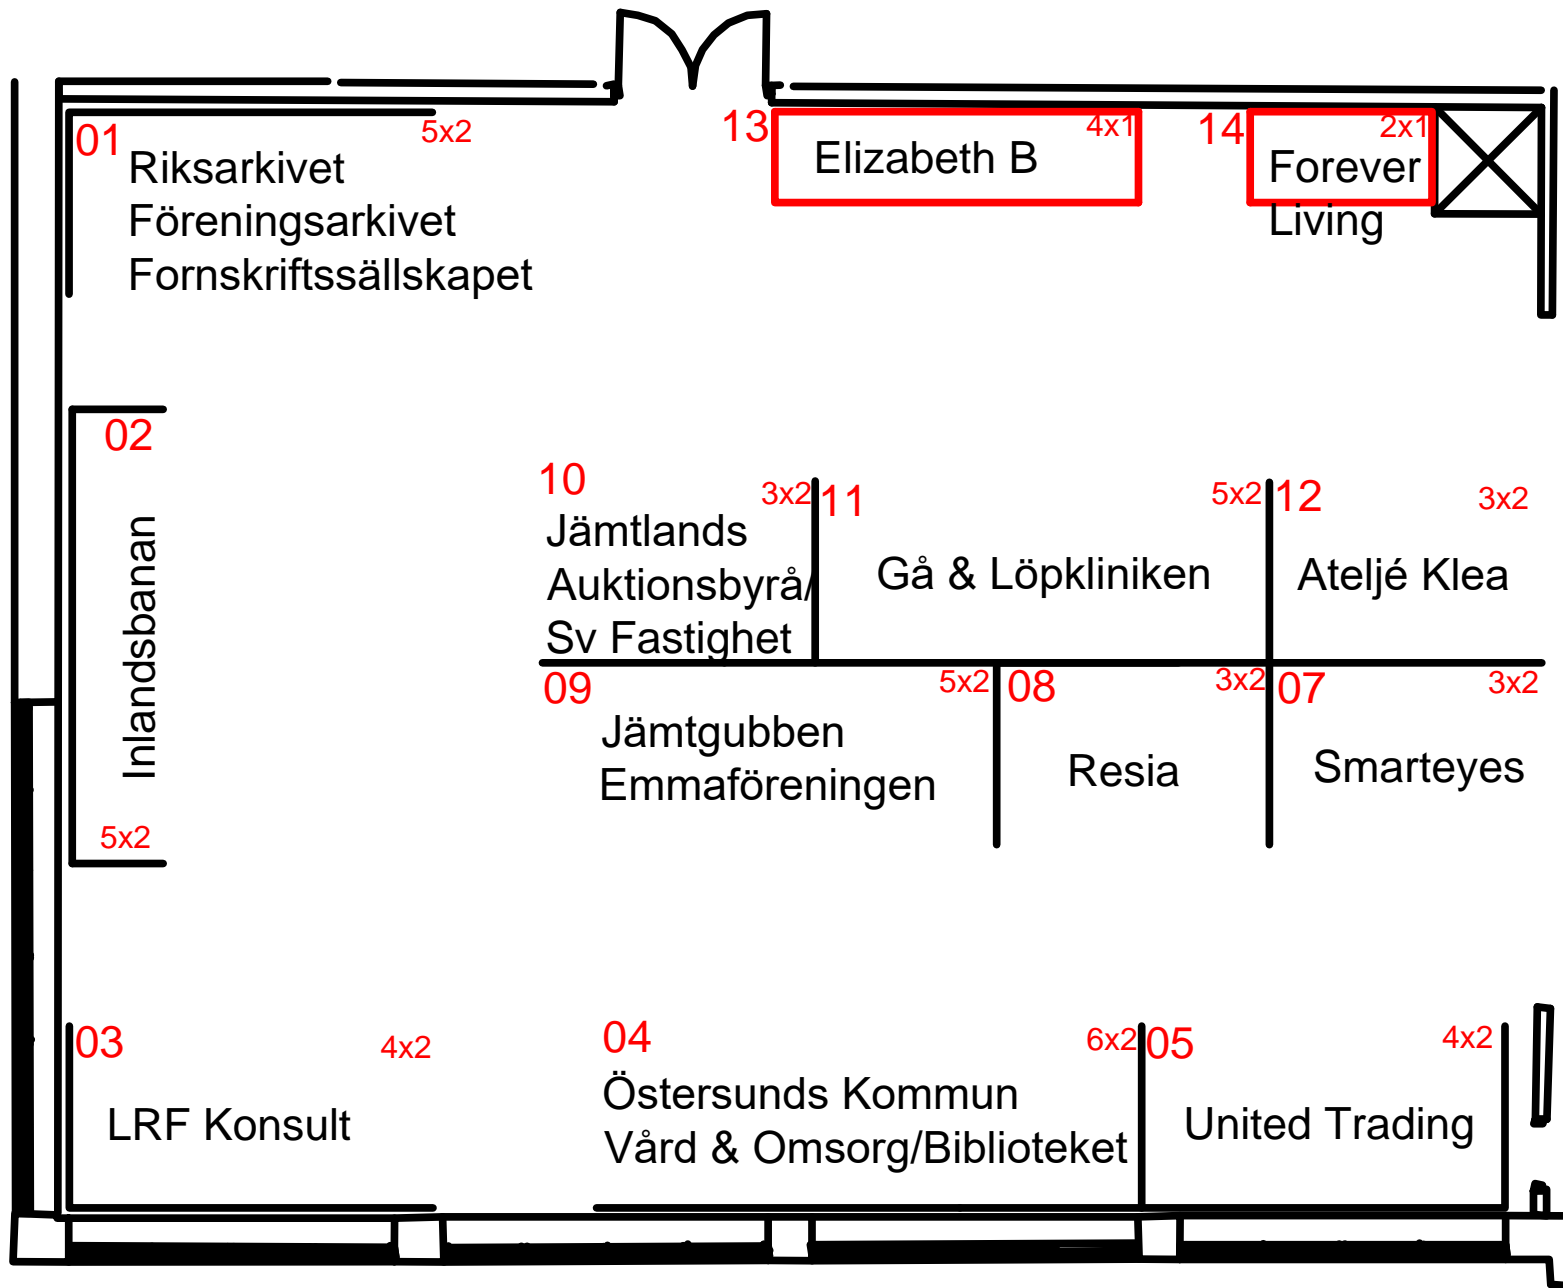 01
5x2
Riksarkivet
Föreningsarkivet
Fornskriftssällskapet
13
4x1
Elizabeth B
14
2x1
Forever
Living
02
Inlandsbanan
5x2
10
3x2
Jämtlands
Auktionsbyrå/
Sv Fastighet
11
5x2
Gå & Löpkliniken
12
3x2
Ateljé Klea
09
5x2
Jämtgubben
Emmaföreningen
08
3x2
Resia
07
3x2
Smarteyes
03
4x2
LRF Konsult
04
6x2
Östersunds Kommun
Vård & Omsorg/Biblioteket
05
4x2
United Trading